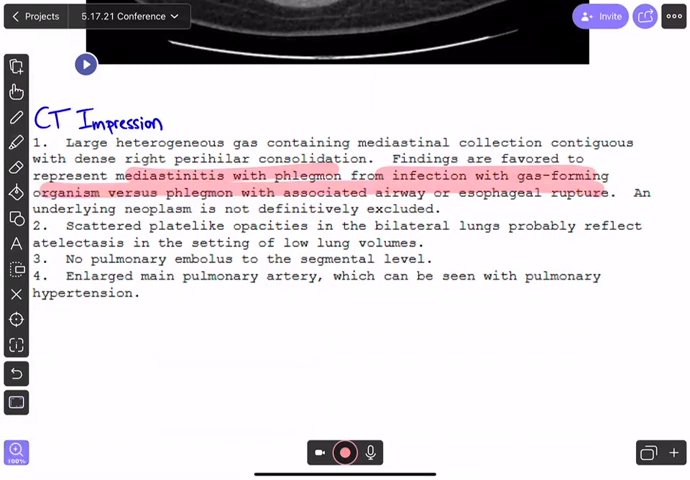 Projects
5.17.21 Conference
Invite
CT Impression
1. Large heterogeneous gas containing mediastinal collection contiguous
with dense right perihilar consolidation. Findings are favored to
represent mediastinitis with phlegmon from infection with gas-forming
organism versus phlegmon with associated airway or esophageal rupture. An
underlying neoplasm is not definitively excluded.
2. Scattered platelike opacities in the bilateral lungs probably reflect
atelectasis in the setting of low lung volumes.
3. No pulmonary embolus to the segmental level.
4. Enlarged main pulmonary artery, which can be seen with pulmonary
hypertension.
A
100%